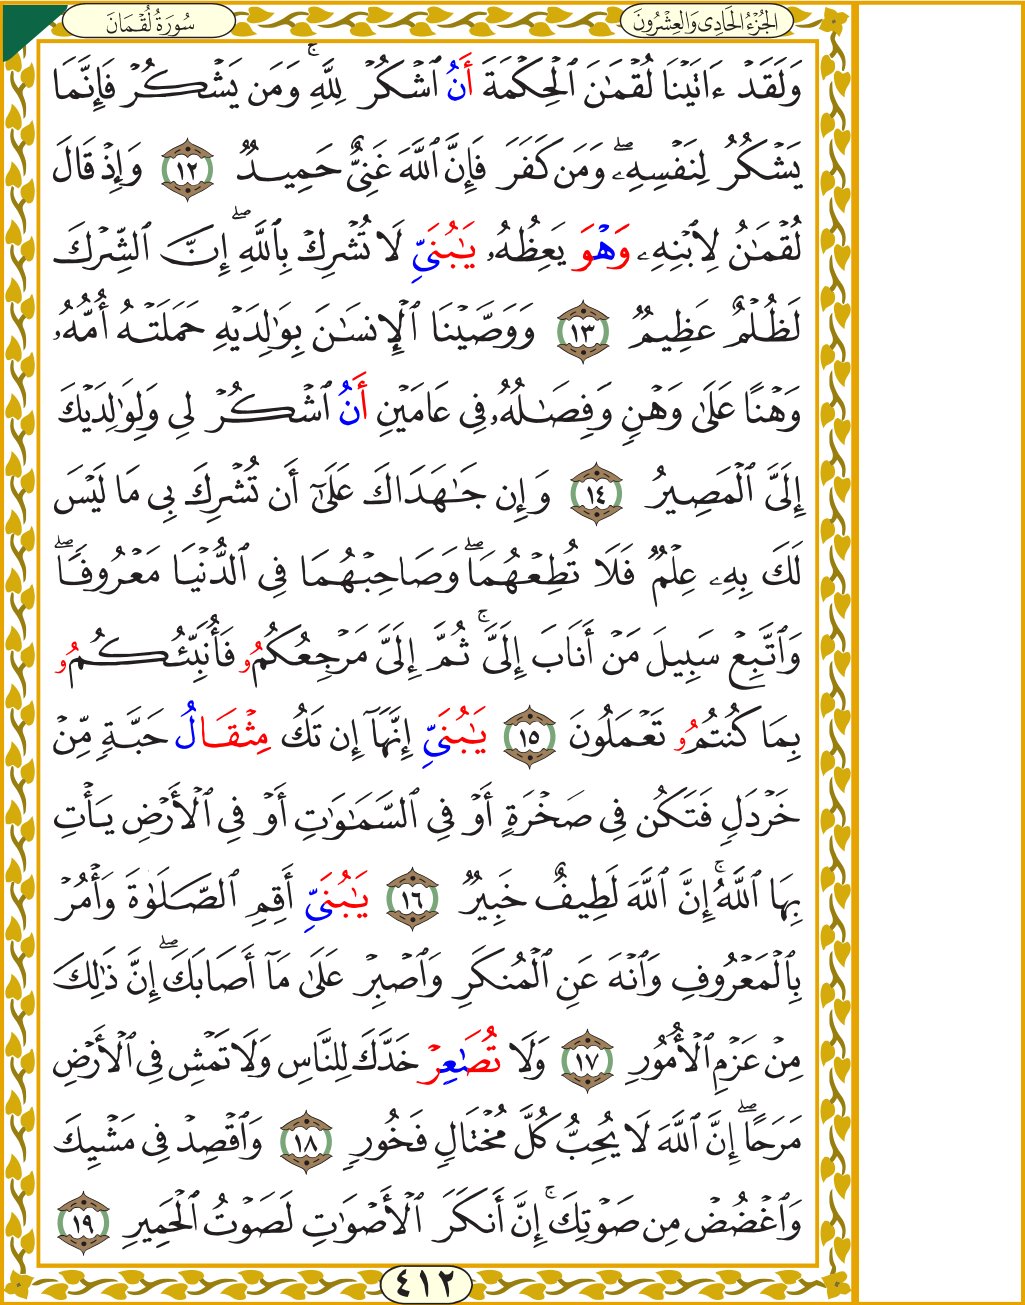 الجُزْءُ الحَادِى وَالعِشْرُونَ
سُورَةُ لُقْمَانَ
وَلَقَدۡ ءَاتَيۡنَا لُقۡمَٰنَ ٱلۡحِكۡمَةَ أَنُ ٱشۡكُرۡ لِلَّهِۚ وَمَن يَشۡكُرۡ فَإِنَّمَا
يَشۡكُرُ لِنَفۡسِهِۦۖ وَمَن كَفَرَ فَإِنَّ ٱللَّهَ غَنِيٌّ حَمِيدٞ ١٢ وَإِذۡ قَالَ
لُقۡمَٰنُ لِٱبۡنِهِۦ وَهۡوَ يَعِظُهُۥ يَٰبُنَيِّ لَا تُشۡرِكۡ بِٱللَّهِۖ إِنَّ ٱلشِّرۡكَ
لَظُلۡمٌ عَظِيمٞ ١٣ وَوَصَّيۡنَا ٱلۡإِنسَٰنَ بِوَٰلِدَيۡهِ حَمَلَتۡهُ أُمُّهُۥ
وَهۡنًا عَلَىٰ وَهۡنٖ وَفِصَٰلُهُۥ فِي عَامَيۡنِ أَنُ ٱشۡكُرۡ لِي وَلِوَٰلِدَيۡكَ
إِلَيَّ ٱلۡمَصِيرُ ١٤ وَإِن جَٰهَدَاكَ عَلَىٰٓ أَن تُشۡرِكَ بِي مَا لَيۡسَ
لَكَ بِهِۦ عِلۡمٞ فَلَا تُطِعۡهُمَاۖ وَصَاحِبۡهُمَا فِي ٱلدُّنۡيَا مَعۡرُوفٗاۖ
وَٱتَّبِعۡ سَبِيلَ مَنۡ أَنَابَ إِلَيَّۚ ثُمَّ إِلَيَّ مَرۡجِعُكُمُۥ فَأُنَبِّئُكُمُۥ
بِمَا كُنتُمُۥ تَعۡمَلُونَ ١٥ يَٰبُنَيِّ إِنَّهَآ إِن تَكُ مِثۡقَالُ حَبَّةٖ مِّنۡ
خَرۡدَلٖ فَتَكُن فِي صَخۡرَةٍ أَوۡ فِي ٱلسَّمَٰوَٰتِ أَوۡ فِي ٱلۡأَرۡضِ يَأۡتِ
بِهَا ٱللَّهُۚ إِنَّ ٱللَّهَ لَطِيفٌ خَبِيرٞ ١٦ يَٰبُنَيِّ أَقِمِ ٱلصَّلَوٰةَ وَأۡمُرۡ
بِٱلۡمَعۡرُوفِ وَٱنۡهَ عَنِ ٱلۡمُنكَرِ وَٱصۡبِرۡ عَلَىٰ مَآ أَصَابَكَۖ إِنَّ ذَٰلِكَ
مِنۡ عَزۡمِ ٱلۡأُمُورِ ١٧ وَلَا تُصَٰعِرۡ خَدَّكَ لِلنَّاسِ وَلَا تَمۡشِ فِي ٱلۡأَرۡضِ
مَرَحًاۖ إِنَّ ٱللَّهَ لَا يُحِبُّ كُلَّ مُخۡتَالٖ فَخُورٖ ١٨ وَٱقۡصِدۡ فِي مَشۡيِكَ
وَٱغۡضُضۡ مِن صَوۡتِكَۚ إِنَّ أَنكَرَ ٱلۡأَصۡوَٰتِ لَصَوۡتُ ٱلۡحَمِيرِ ١٩
٤١٢